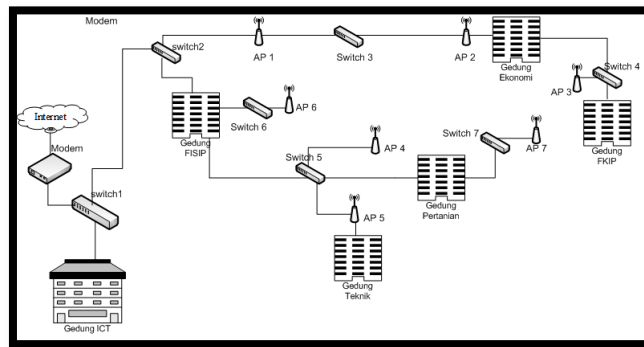 Modem
switch2
AP 1
Switch 3
AP 2
Gedung
Ekonomi
Switch 4
AP 3
Gedung
FKIP
Internet
Modem
switch1
Gedung
FISIP
Switch 6
AP 6
Switch 5
AP 4
Switch 7
AP 7
Gedung
Pertanian
AP 5
Gedung
Teknik
Gedung ICT